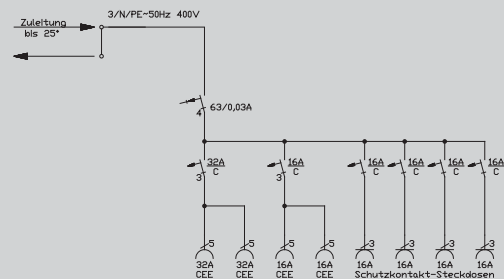 3/N/PE~50Hz 400V
Zuleitung
bis 25°
63/0,03A
4
32A
C
3
16A
C
3
16A
C
16A
C
16A
C
16A
C
5 5 5 5 3 3 3 3
32A 32A 16A 16A 16A 16A 16A 16A
CEE CEE CEE CEE Schutzkontakt-Steckdosen